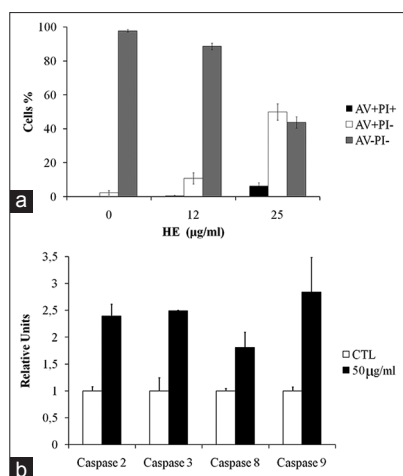 100
80
60
40
20
0
Cells %
0 12 25
HE (µg/ml)
AV+PI+
AV+PI-
AV-PI-
a
3,5
3
2,5
2
1,5
1
0,5
0
Relative Units
Caspase 2 Caspase 3 Caspase 8 Caspase 9
CTL
50µg/ml
b